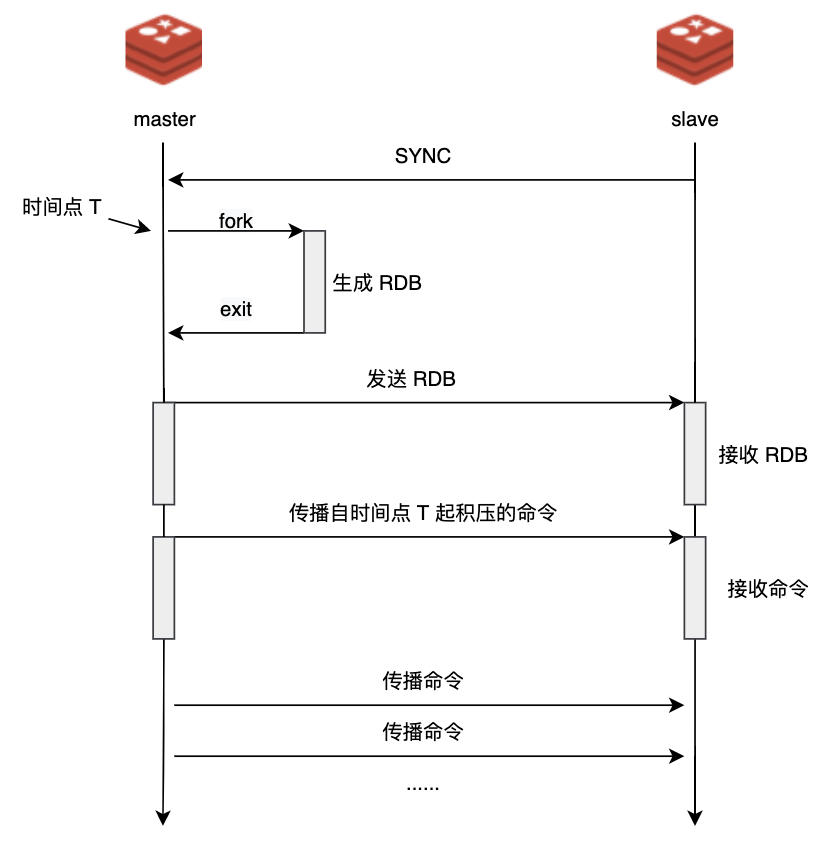 master
slave
SYNC
时间点 T
fork
生成 RDB
exit
发送 RDB
接收 RDB
传播自时间点 T 起积压的命令
接收命令
传播命令
传播命令
......